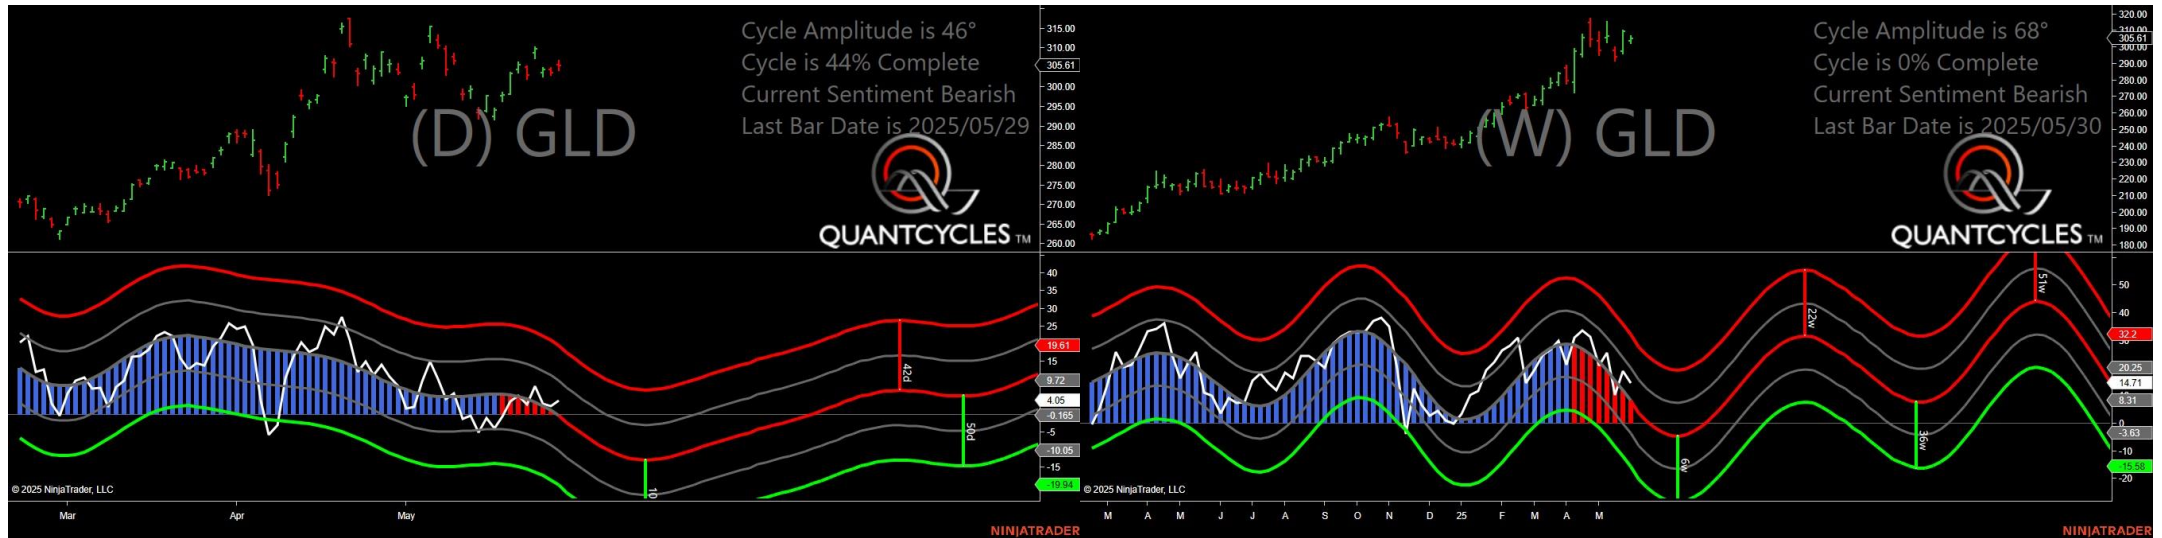 Cycle Amplitude is 46°
Cycle is 44% Complete
Current Sentiment Bearish
Last Bar Date is 2025/05/29
(D) GLD
QUANTCYCLES TM
315.00
310.00
305.61
300.00
295.00
290.00
285.00
280.00
275.00
270.00
265.00
260.00
40
35
30
25
19.61
15
9.72
4.05
-0.165
-5
-10.05
-15
-19.94
42d
50d
10
© 2025 NinjaTrader, LLC
Mar Apr May
NINJATRADER
Cycle Amplitude is 68°
Cycle is 0% Complete
Current Sentiment Bearish
Last Bar Date is 2025/05/30
(W) GLD
QUANTCYCLES TM
320.00
305.61
300.00
290.00
280.00
270.00
260.00
250.00
240.00
230.00
220.00
210.00
200.00
190.00
180.00
50
40
32.2
20.25
14.71
8.31
0
-3.63
-10
-15.58
-20
22w
51w
36w
6w
© 2025 NinjaTrader, LLC
M A M J J A S O N D 25 F M A M
NINJATRADER